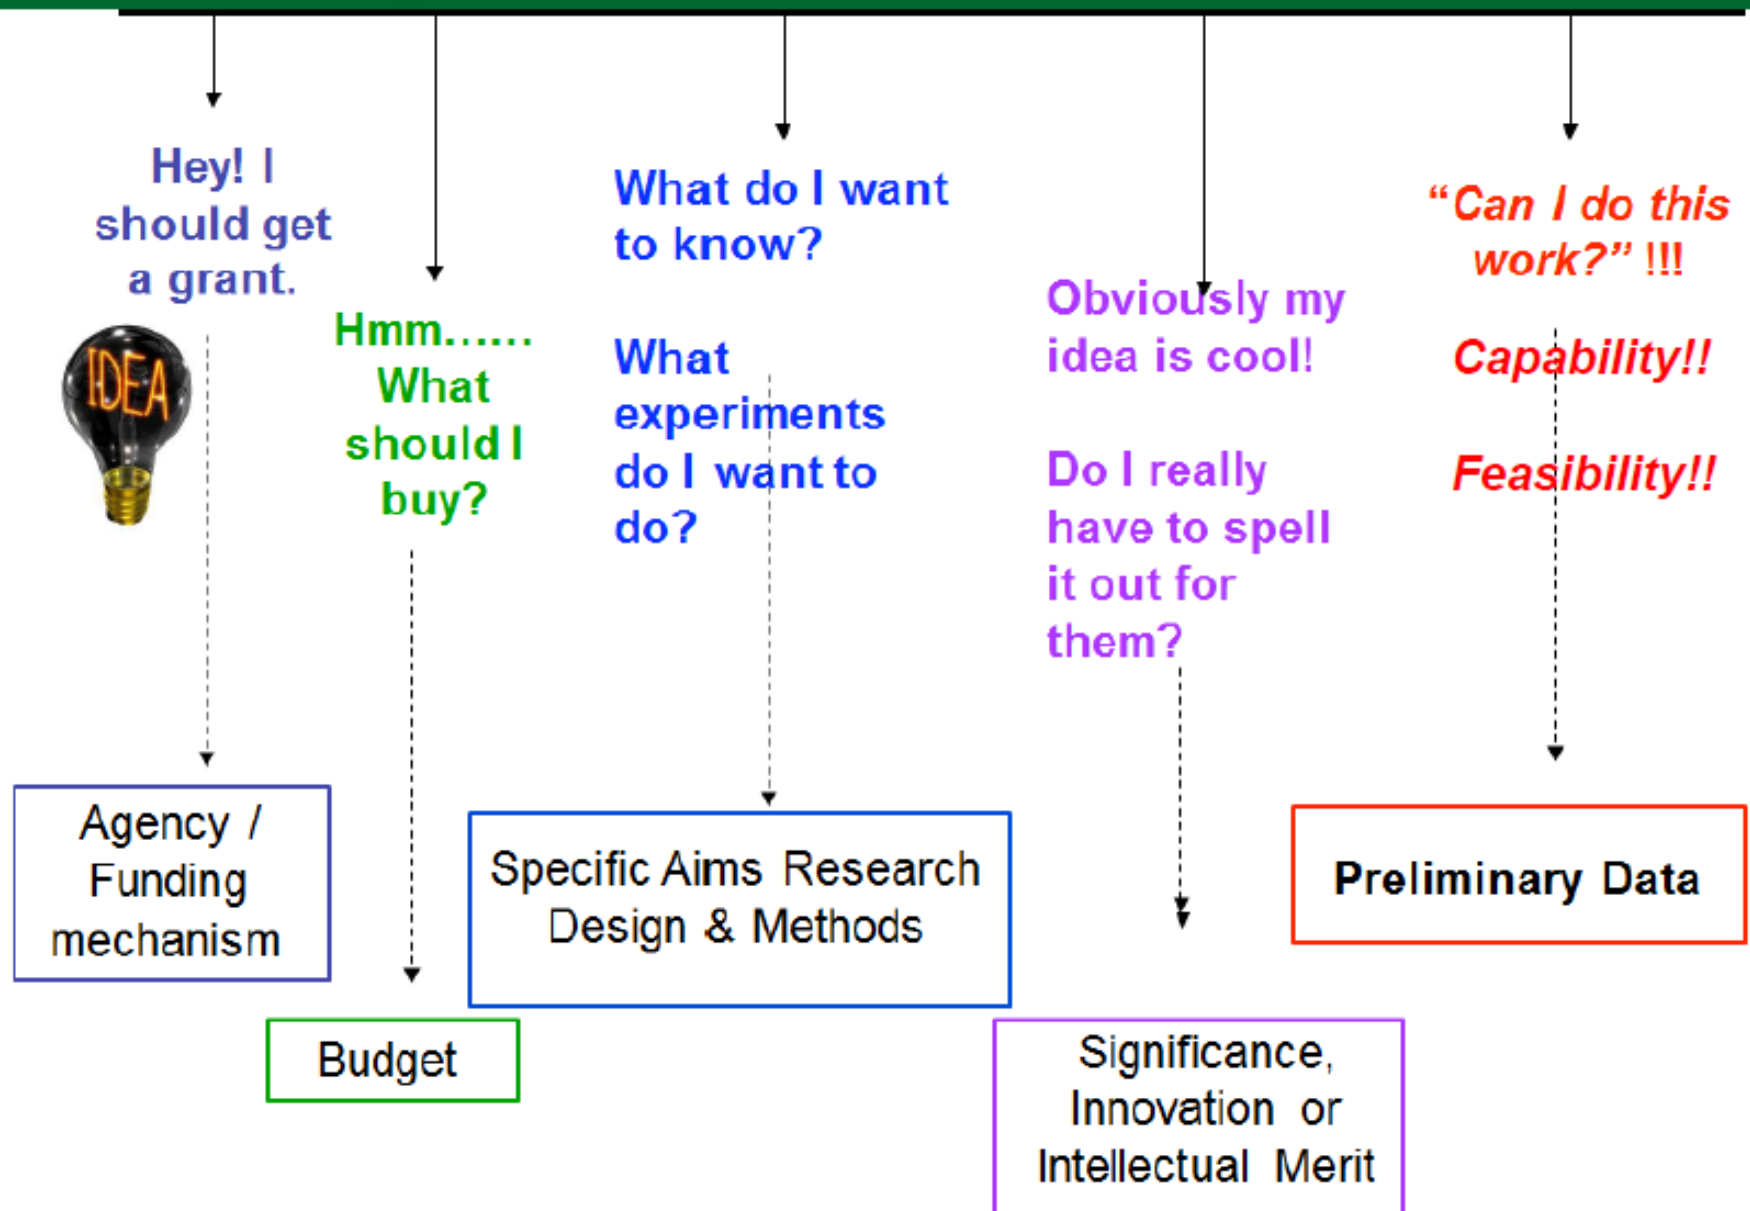 Hey! I
should get
a grant.
IDEA
Hmm......
What
should I
buy?
What do I want
to know?
What
experiments
do I want to
do?
Obviously my
idea is cool!
Do I really
have to spell
it out for
them?
“Can I do this
work?” !!!
Capability!!
Feasibility!!
Agency /
Funding
mechanism
Budget
Specific Aims Research
Design & Methods
Significance,
Innovation or
Intellectual Merit
Preliminary Data